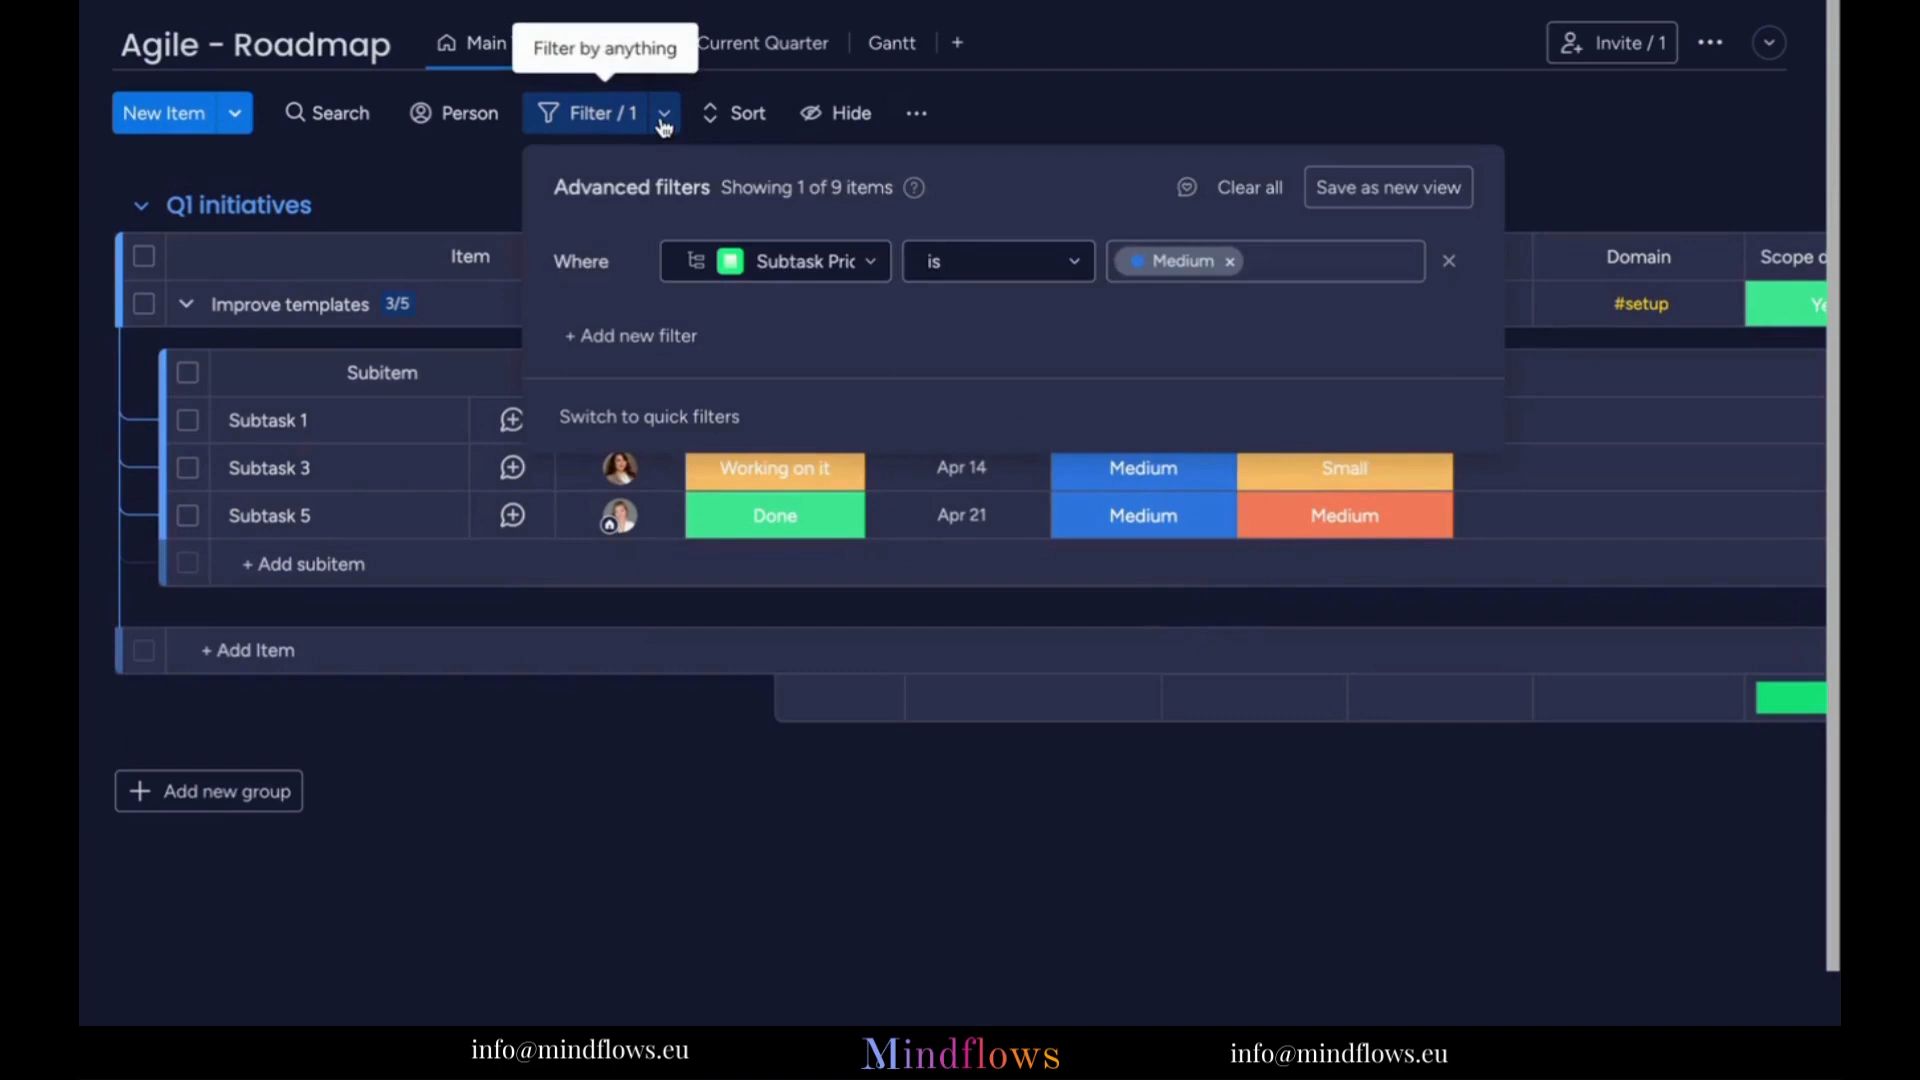 Agile - Roadmap
Main
Filter by anything
Current Quarter
Gantt
+
Invite / 1
New Item
Search
Person
Filter / 1
Sort
Hide
Advanced filters
Showing 1 of 9 items
?
Clear all
Save as new view
Q1 initiatives
Where
is
Medium ×
Item
Domain
Improve templates 3/5
#setup
+ Add new filter
Subitem
Switch to quick filters
Subtask 1
Subtask 3
Working on it
Apr 14
Medium
Small
Subtask 5
Done
Apr 21
Medium
Medium
+ Add subitem
+ Add Item
+ Add new group
info@mindflows.eu
Mindflows
info@mindflows.eu